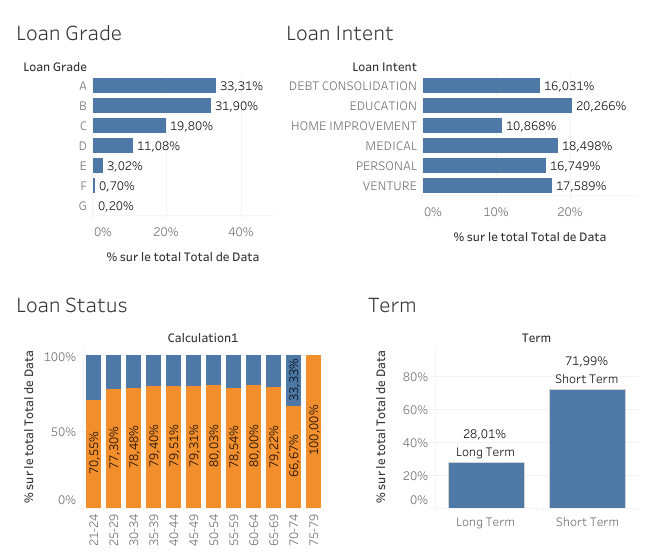 Loan Grade
Loan Grade
A 33,31%
B 31,90%
C 19,80%
D 11,08%
E 3,02%
F 0,70%
G 0,20%
0% 20% 40%
% sur le total Total de Data
Loan Intent
Loan Intent
DEBT CONSOLIDATION 16,031%
EDUCATION 20,266%
HOME IMPROVEMENT 10,868%
MEDICAL 18,498%
PERSONAL 16,749%
VENTURE 17,589%
0% 10% 20%
% sur le total Total de Data
Loan Status
Calculation1
% sur le total Total de Data
100%
50%
0%
33,33%
70,55% 77,30% 78,48% 79,40% 79,51% 79,31% 80,03% 78,54% 80,00% 79,22% 66,67% 100,00%
21-24 25-29 30-34 35-39 40-44 45-49 50-54 55-59 60-64 65-69 70-74 75-79
Term
Term
% sur le total Total de Data
80%
60%
40%
20%
0%
28,01%
Long Term
71,99%
Short Term
Long Term Short Term